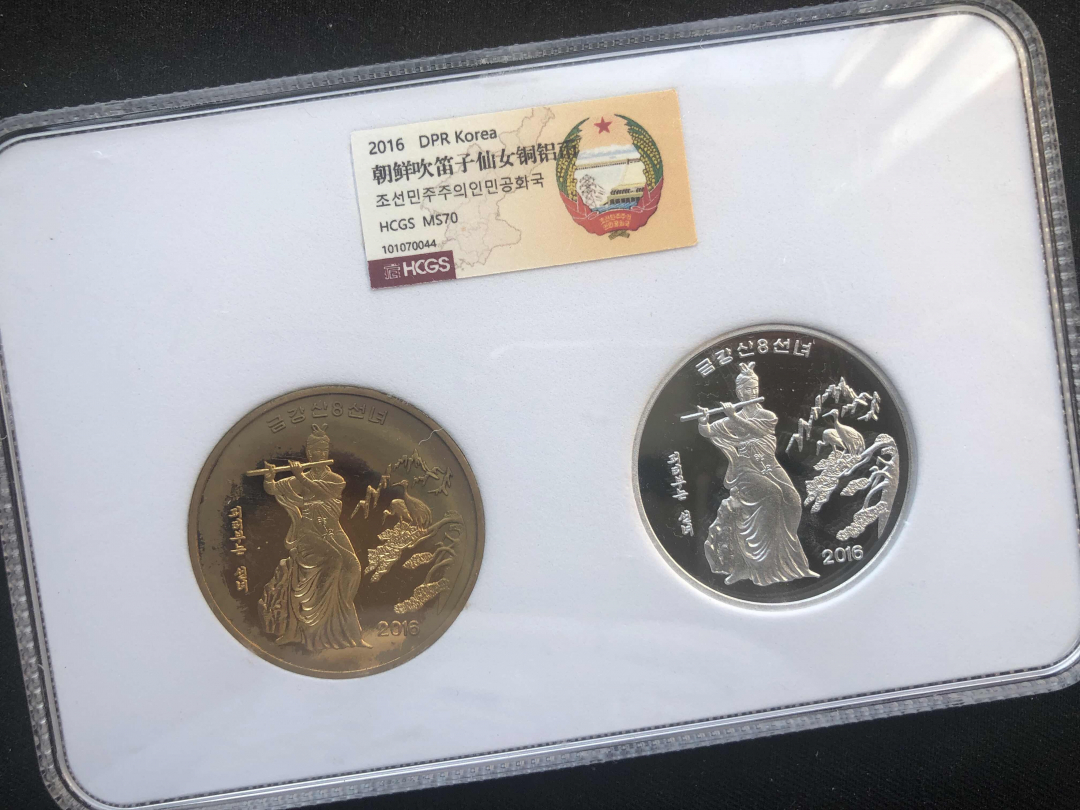 2016 DPR Korea
朝鲜吹笛子仙女铜铝币
조선민주주의인민공화국
HCGS MS70
101070044
HCGS
금강산8선녀
2016
금강산8선녀
2016